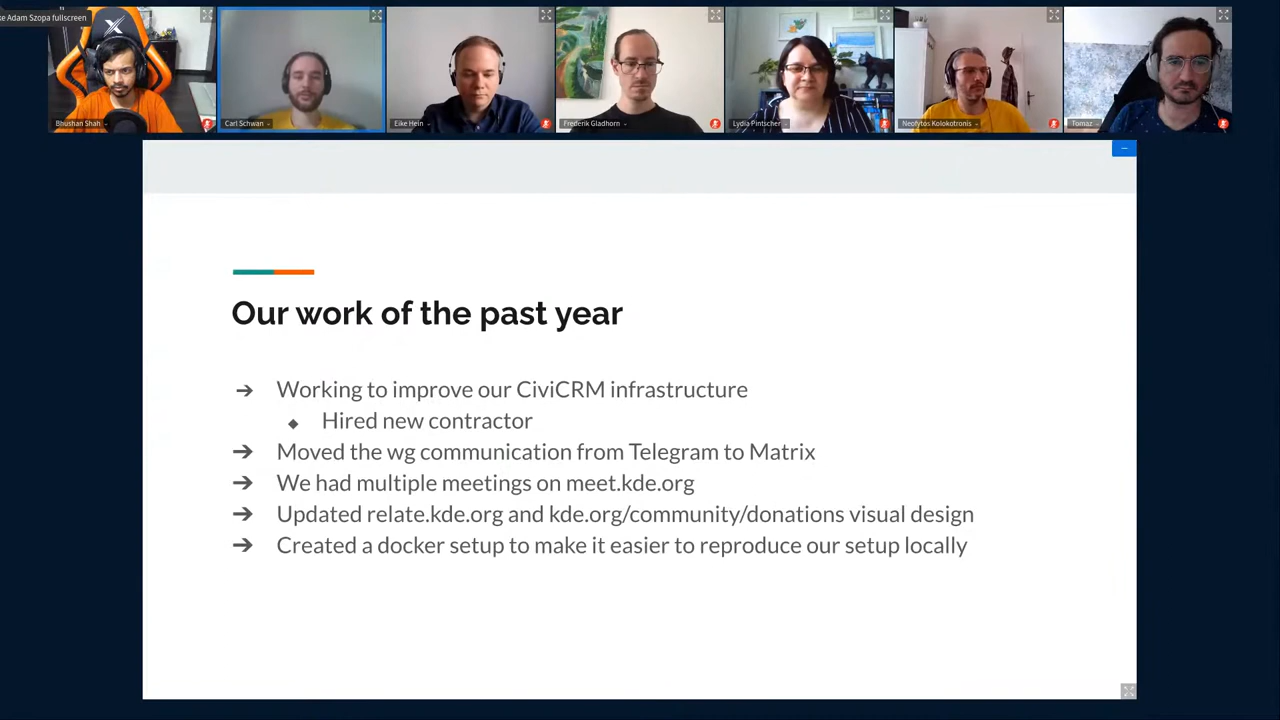 ke Adam Szopa fullscreen
Bhushan Shah
Carl Schwan
Eike Hein
Frederik Gladhorn
Lydia Pintscher
Neofytos Kolokotronis
Tomaz
Our work of the past year
➔ Working to improve our CiviCRM infrastructure
◆ Hired new contractor
➔ Moved the wg communication from Telegram to Matrix
➔ We had multiple meetings on meet.kde.org
➔ Updated relate.kde.org and kde.org/community/donations visual design
➔ Created a docker setup to make it easier to reproduce our setup locally